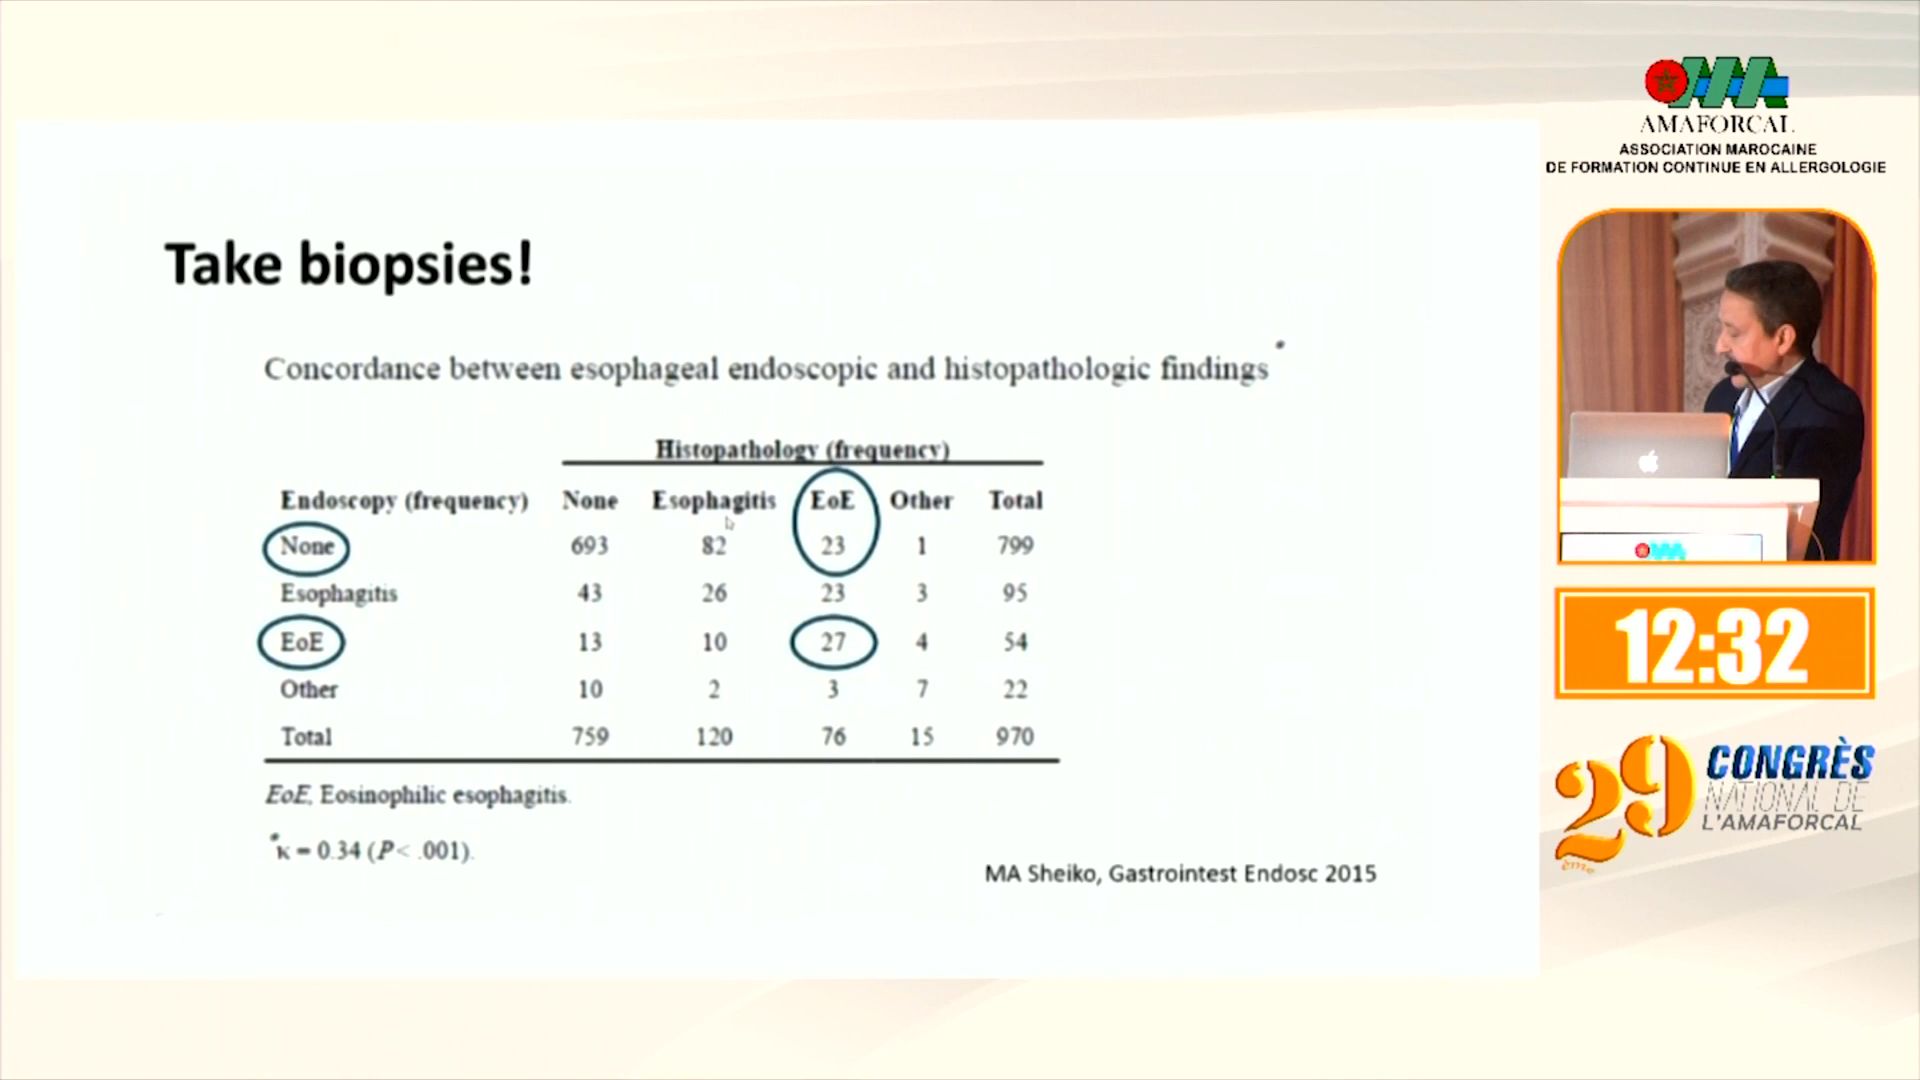 AMAFORCAL
ASSOCIATION MAROCAINE
DE FORMATION CONTINUE EN ALLERGOLOGIE
Take biopsies!
Concordance between esophageal endoscopic and histopathologic findings*
Histopathology (frequency)
Endoscopy (frequency) None Esophagitis EoE Other Total
None 693 82 23 1 799
Esophagitis 43 26 23 3 95
EoE 13 10 27 4 54
Other 10 2 3 7 22
Total 759 120 76 15 970
EoE, Eosinophilic esophagitis.
*κ = 0.34 (P < .001).
MA Sheiko, Gastrointest Endosc 2015
12:32
29ème CONGRÈS
NATIONAL DE
L'AMAFORCAL